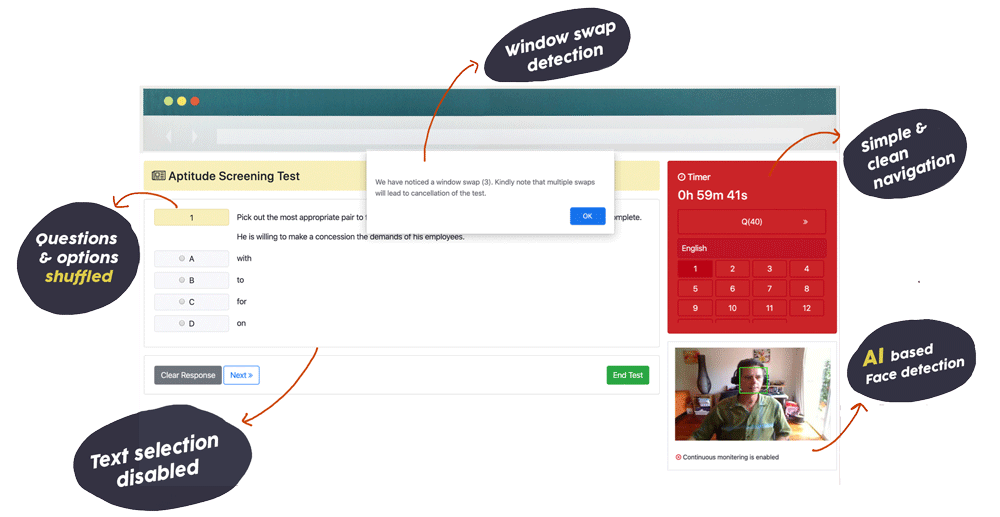 Window swap
detection
Simple &
clean
navigation
Aptitude Screening Test
We have noticed a window swap (3). Kindly note that multiple swaps
will lead to cancellation of the test.
OK
Timer
0h 59m 41s
Q(40) »
English
1 2 3 4
5 6 7 8
9 10 11 12
Questions
& options
shuffled
1 Pick out the most appropriate pair to mplete.
He is willing to make a concession the demands of his employees.
A with
B to
C for
D on
Clear Response
Next »
End Test
AI based
Face detection
Continuous monitering is enabled
Text selection
disabled